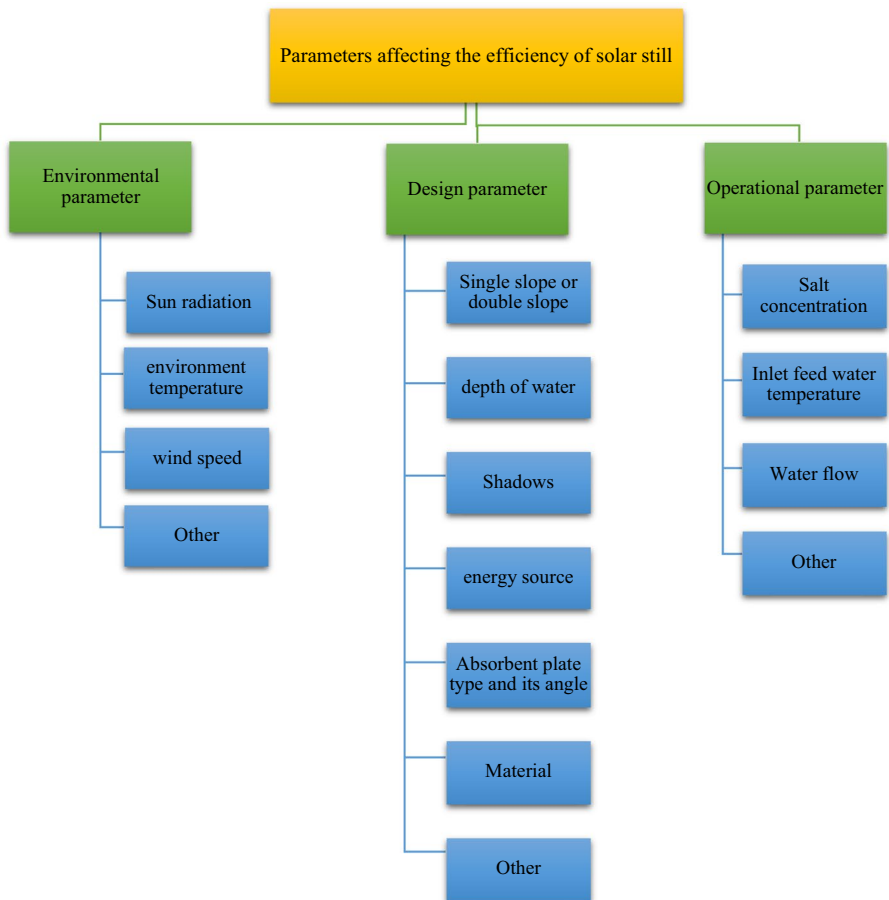 Parameters affecting the efficiency of solar still
Environmental
parameter
Sun radiation
environment
temperature
wind speed
Other
Design parameter
Single slope or
double slope
depth of water
Shadows
energy source
Absorbent plate
type and its angle
Material
Other
Operational parameter
Salt
concentration
Inlet feed water
temperature
Water flow
Other